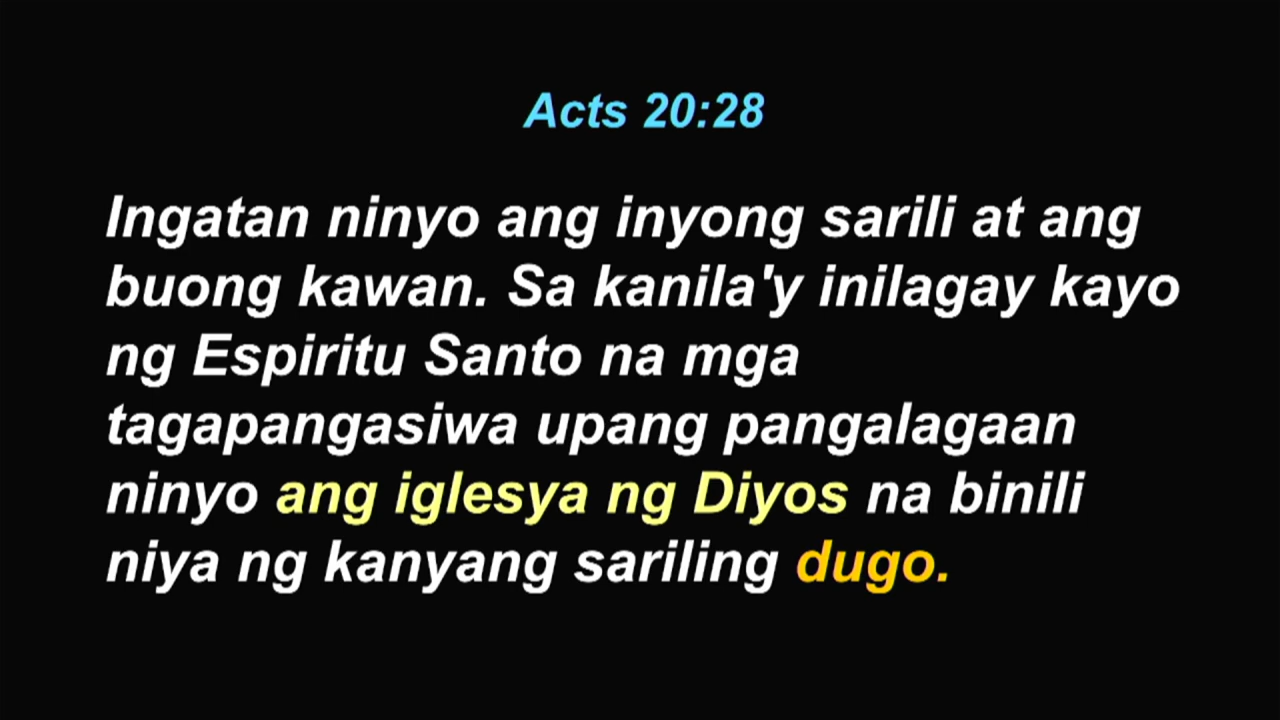 Acts 20:28
Ingatan ninyo ang inyong sarili at ang
buong kawan. Sa kanila'y inilagay kayo
ng Espiritu Santo na mga
tagapangasiwa upang pangalagaan
ninyo ang iglesya ng Diyos na binili
niya ng kanyang sariling dugo.